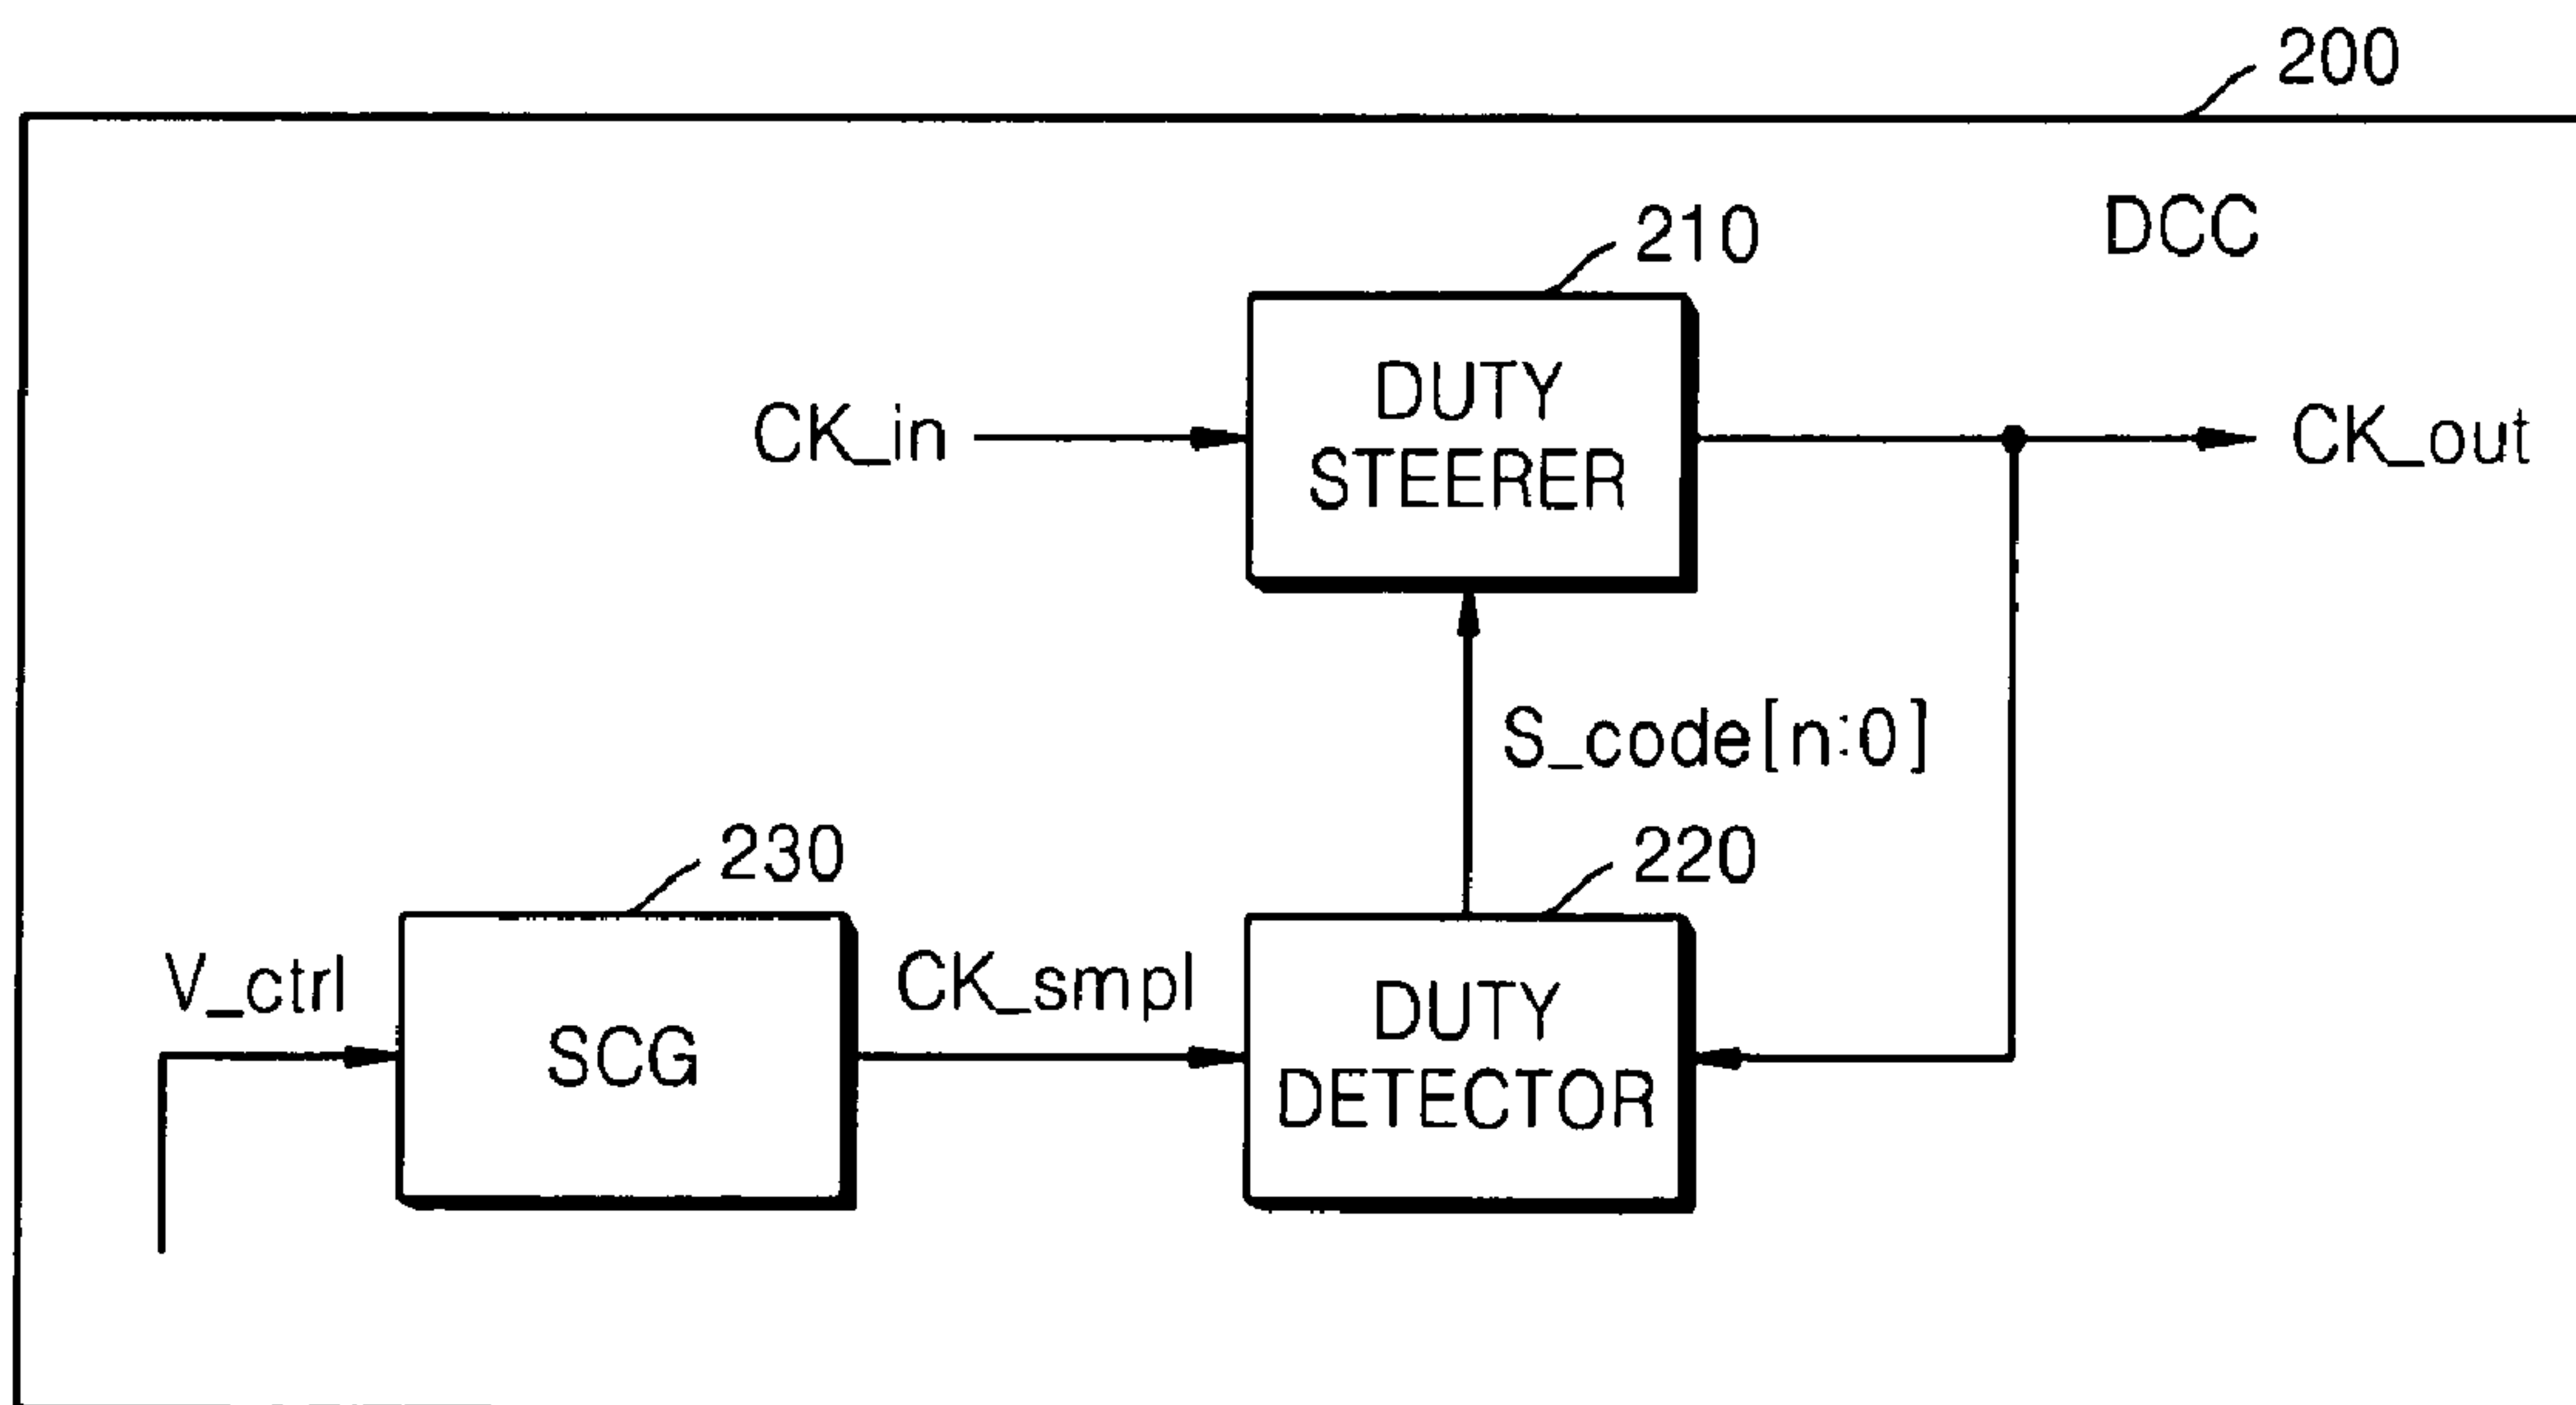 200
DCC
210
DUTY
STEERER
CK_in
CK_out
S_code[n:0]
230
220
V_ctrl
SCG
CK_smpl
DUTY
DETECTOR